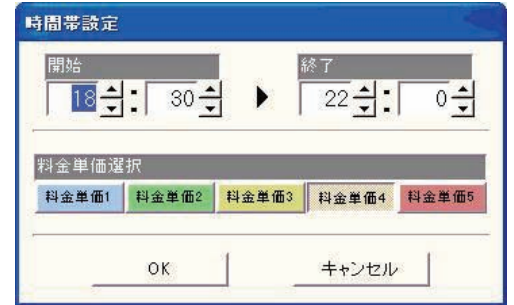 時間帯設定
開始 終了
18 : 30 ▶ 22 : 0
料金単価選択
料金単価1 料金単価2 料金単価3 料金単価4 料金単価5
OK キャンセル